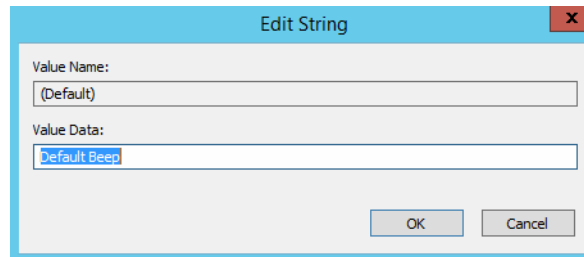 Edit String
x
Value Name:
(Default)
Value Data:
Default Beep
OK Cancel